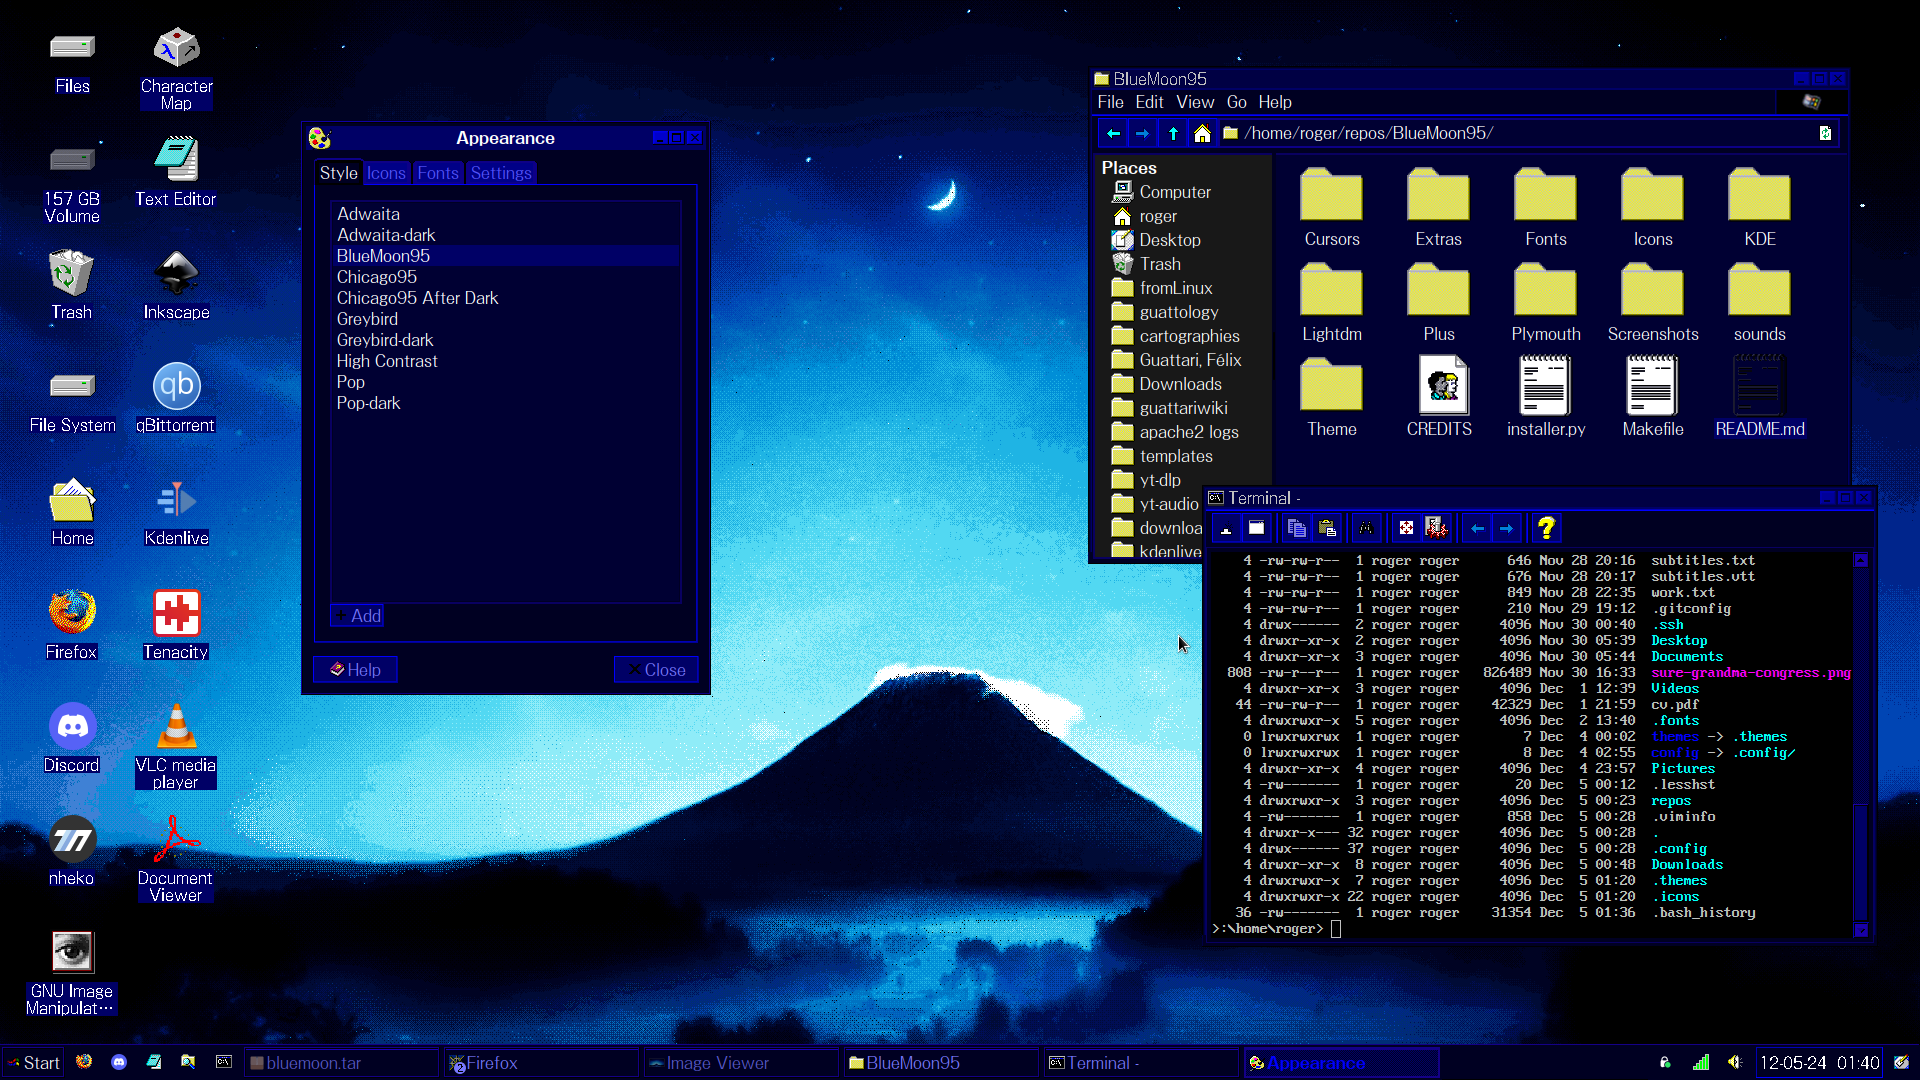 Files
Character
Map
157 GB
Volume
Text Editor
Trash
Inkscape
File System
qBittorrent
Home
Kdenlive
Firefox
Tenacity
Discord
VLC media
player
nheko
Document
Viewer
GNU Image
Manipulat···
Appearance
Style Icons Fonts Settings
Adwaita
Adwaita-dark
BlueMoon95
Chicago95
Chicago95 After Dark
Greybird
Greybird-dark
High Contrast
Pop
Pop-dark
+ Add
Help
Close
BlueMoon95
File Edit View Go Help
/home/roger/repos/BlueMoon95/
Places
Computer
roger
Desktop
Trash
fromLinux
guattology
cartographies
Guattari, Félix
Downloads
guattariwiki
apache2 logs
templates
yt-dlp
yt-audio
downloa
kdenlive
Cursors Extras Fonts Icons KDE
Lightdm Plus Plymouth Screenshots sounds
Theme CREDITS installer.py Makefile README.md
Terminal -
4 -rw-rw-r-- 1 roger roger 646 Nov 28 20:16 subtitles.txt
4 -rw-rw-r-- 1 roger roger 676 Nov 28 20:17 subtitles.vtt
4 -rw-rw-r-- 1 roger roger 849 Nov 28 22:35 work.txt
4 -rw-rw-r-- 1 roger roger 210 Nov 29 19:12 .gitconfig
4 drwx------ 2 roger roger 4096 Nov 30 00:40 .ssh
4 drwxr-xr-x 2 roger roger 4096 Nov 30 05:39 Desktop
4 drwxr-xr-x 3 roger roger 4096 Nov 30 05:44 Documents
808 -rw-r--r-- 1 roger roger 826489 Nov 30 16:33 sure-grandma-congress.png
4 drwxr-xr-x 3 roger roger 4096 Dec 1 12:39 Videos
44 -rw-rw-r-- 1 roger roger 42329 Dec 1 21:59 cv.pdf
4 drwxrwxr-x 5 roger roger 4096 Dec 2 13:40 .fonts
0 lrwxrwxrwx 1 roger roger 7 Dec 4 00:02 themes -> .themes
0 lrwxrwxrwx 1 roger roger 8 Dec 4 02:55 config -> .config/
4 drwxr-xr-x 4 roger roger 4096 Dec 4 23:57 Pictures
4 -rw------- 1 roger roger 20 Dec 5 00:12 .lesshst
4 drwxrwxr-x 3 roger roger 4096 Dec 5 00:23 repos
4 -rw------- 1 roger roger 858 Dec 5 00:28 .viminfo
4 drwxr-x--- 32 roger roger 4096 Dec 5 00:28 .
4 drwx------ 37 roger roger 4096 Dec 5 00:28 .config
4 drwxr-xr-x 8 roger roger 4096 Dec 5 00:48 Downloads
4 drwxrwxr-x 7 roger roger 4096 Dec 5 01:20 .themes
4 drwxrwxr-x 22 roger roger 4096 Dec 5 01:20 .icons
36 -rw------- 1 roger roger 31354 Dec 5 01:36 .bash_history
>:\home\roger>
Start
bluemoon.tar
2 Firefox
Image Viewer
BlueMoon95
Terminal -
Appearance
12-05-24 01:40